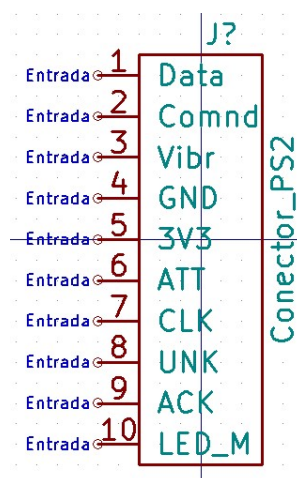 J?
1
Entrada Data
2
Entrada Comnd
3
Entrada Vibr
4
Entrada GND
5
Entrada 3V3
6
Entrada ATT
7
Entrada CLK
8
Entrada UNK
9
Entrada ACK
10
Entrada LED_M
Conector_PS2